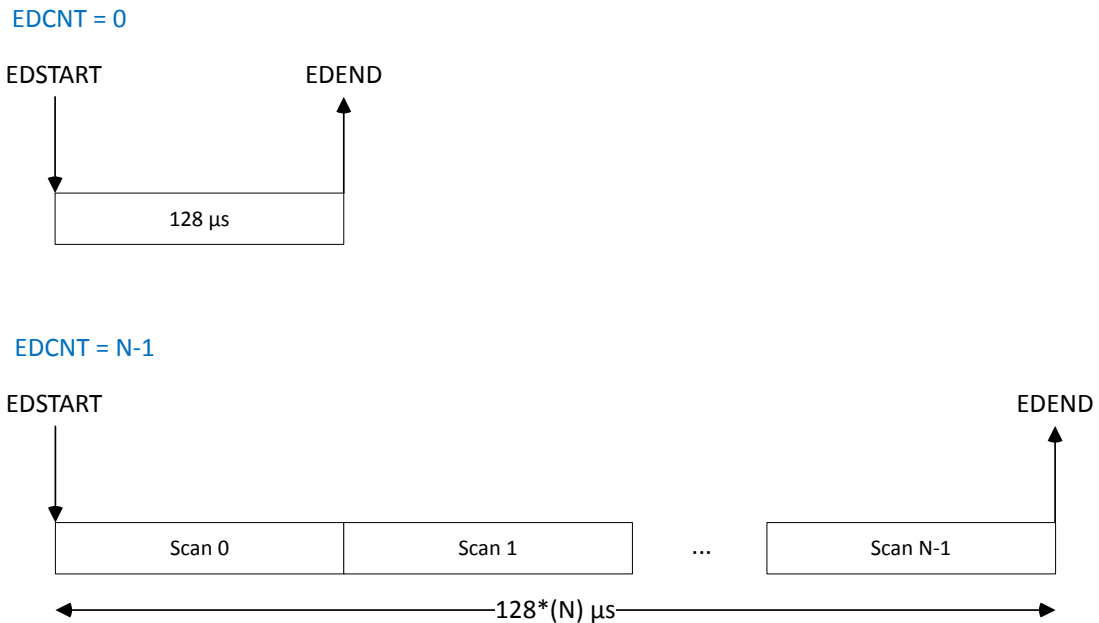 EDCNT = 0
EDSTART EDEND
128 µs
EDCNT = N-1
EDSTART EDEND
Scan 0 Scan 1 ... Scan N-1
128*(N) µs